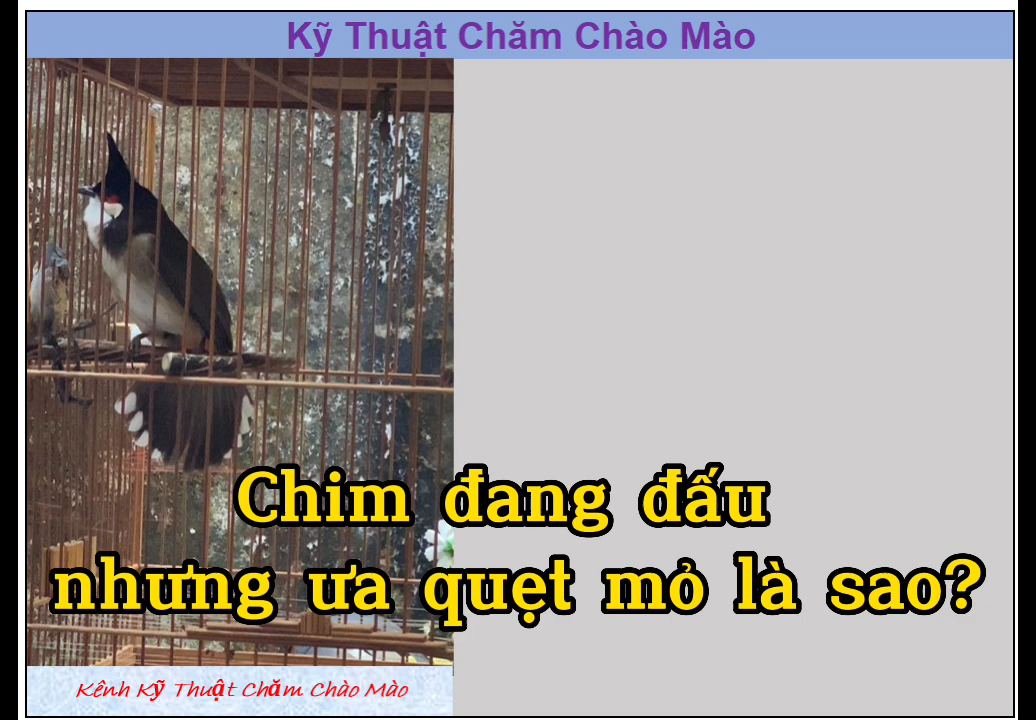 Kỹ Thuật Chăm Chào Mào
Chim đang đấu
nhưng ưa quẹt mỏ là sao?
Kênh Kỹ Thuật Chăm Chào Mào